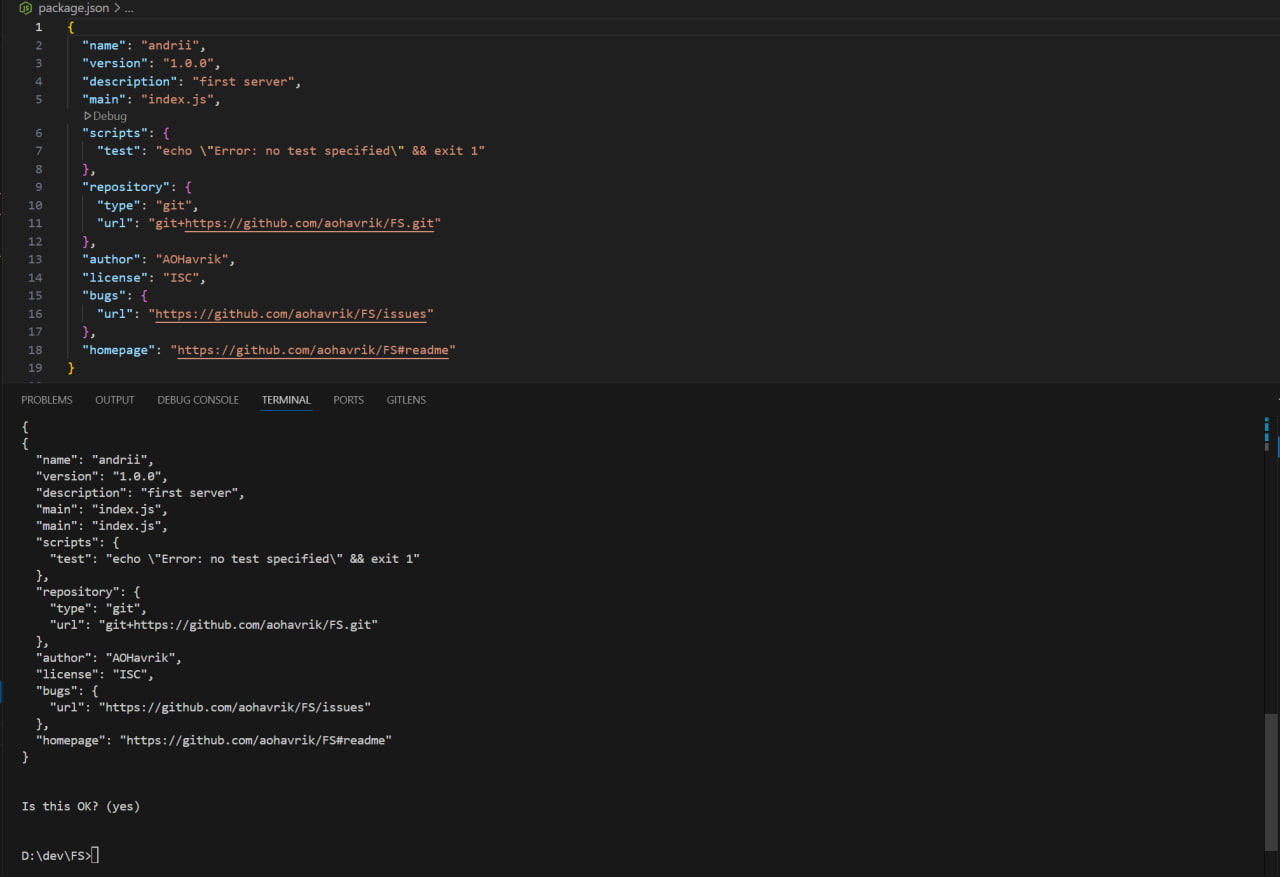 package.json > ...
1 {
2   "name": "andrii",
3   "version": "1.0.0",
4   "description": "first server",
5   "main": "index.js",
Debug
6   "scripts": {
7     "test": "echo \"Error: no test specified\" && exit 1"
8   },
9   "repository": {
10     "type": "git",
11     "url": "git+https://github.com/aohavrik/FS.git"
12   },
13   "author": "AOHavrik",
14   "license": "ISC",
15   "bugs": {
16     "url": "https://github.com/aohavrik/FS/issues"
17   },
18   "homepage": "https://github.com/aohavrik/FS#readme"
19 }
PROBLEMS OUTPUT DEBUG CONSOLE TERMINAL PORTS GITLENS
{
{
  "name": "andrii",
  "version": "1.0.0",
  "description": "first server",
  "main": "index.js",
  "main": "index.js",
  "scripts": {
    "test": "echo \"Error: no test specified\" && exit 1"
  },
  "repository": {
    "type": "git",
    "url": "git+https://github.com/aohavrik/FS.git"
  },
  "author": "AOHavrik",
  "license": "ISC",
  "bugs": {
    "url": "https://github.com/aohavrik/FS/issues"
  },
  "homepage": "https://github.com/aohavrik/FS#readme"
}
Is this OK? (yes)
D:\dev\FS>